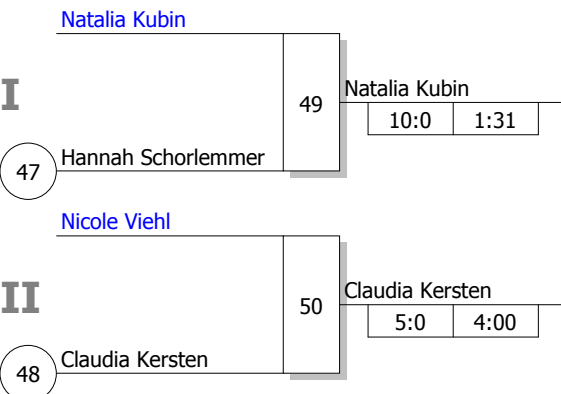 Natalia Kubin
I
49
Natalia Kubin
10:0 1:31
47
Hannah Schorlemmer
Nicole Viehl
II
50
Claudia Kersten
5:0 4:00
48
Claudia Kersten